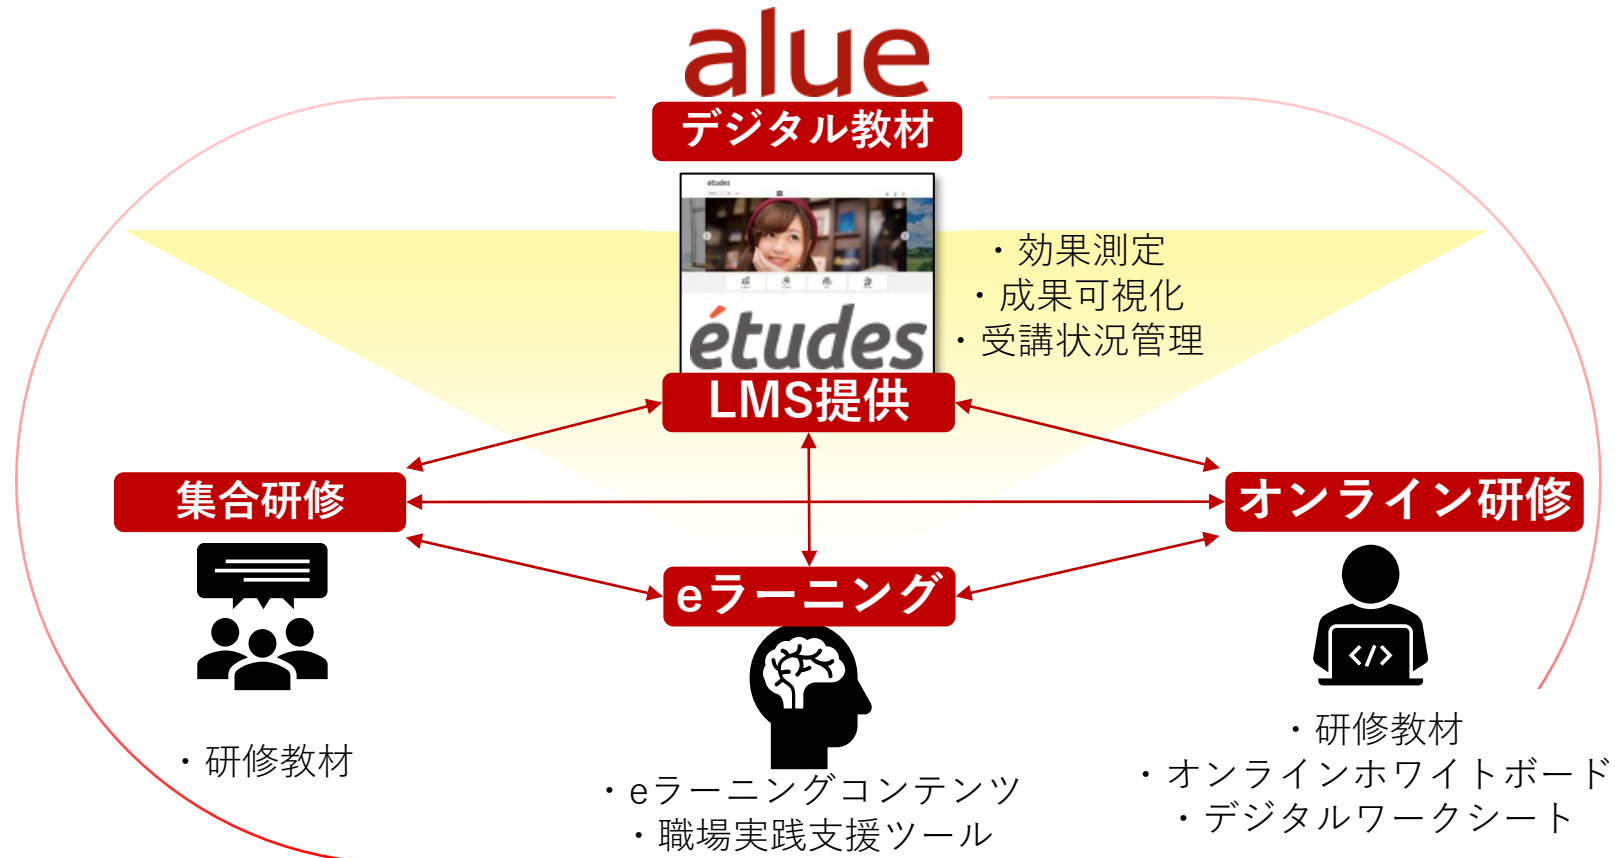 alue
デジタル教材
études
・効果測定
・成果可視化
・受講状況管理
études
LMS提供
集合研修
オンライン研修
eラーニング
</>
・研修教材
・eラーニングコンテンツ
・職場実践支援ツール
・研修教材
・オンラインホワイトボード
・デジタルワークシート